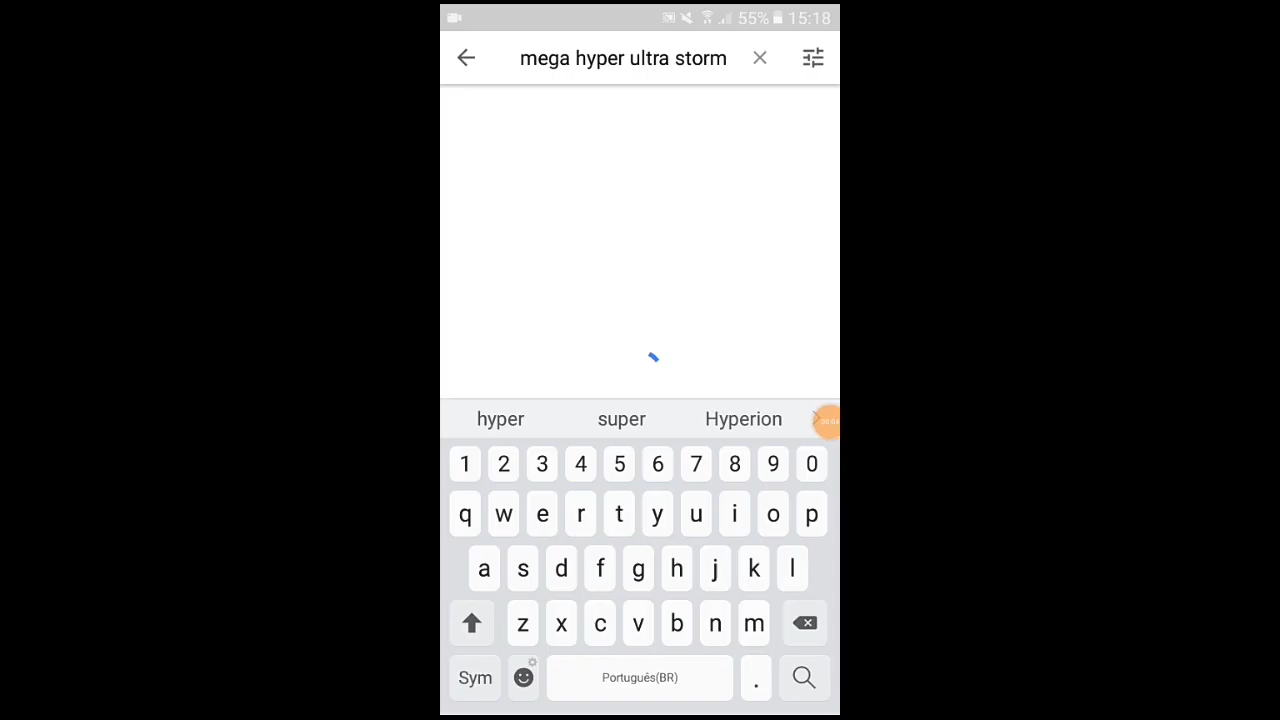 55% 15:18
mega hyper ultra storm
hyper super Hyperion
1 2 3 4 5 6 7 8 9 0
q w e r t y u i o p
a s d f g h j k l
z x c v b n m
Sym Português(BR) .